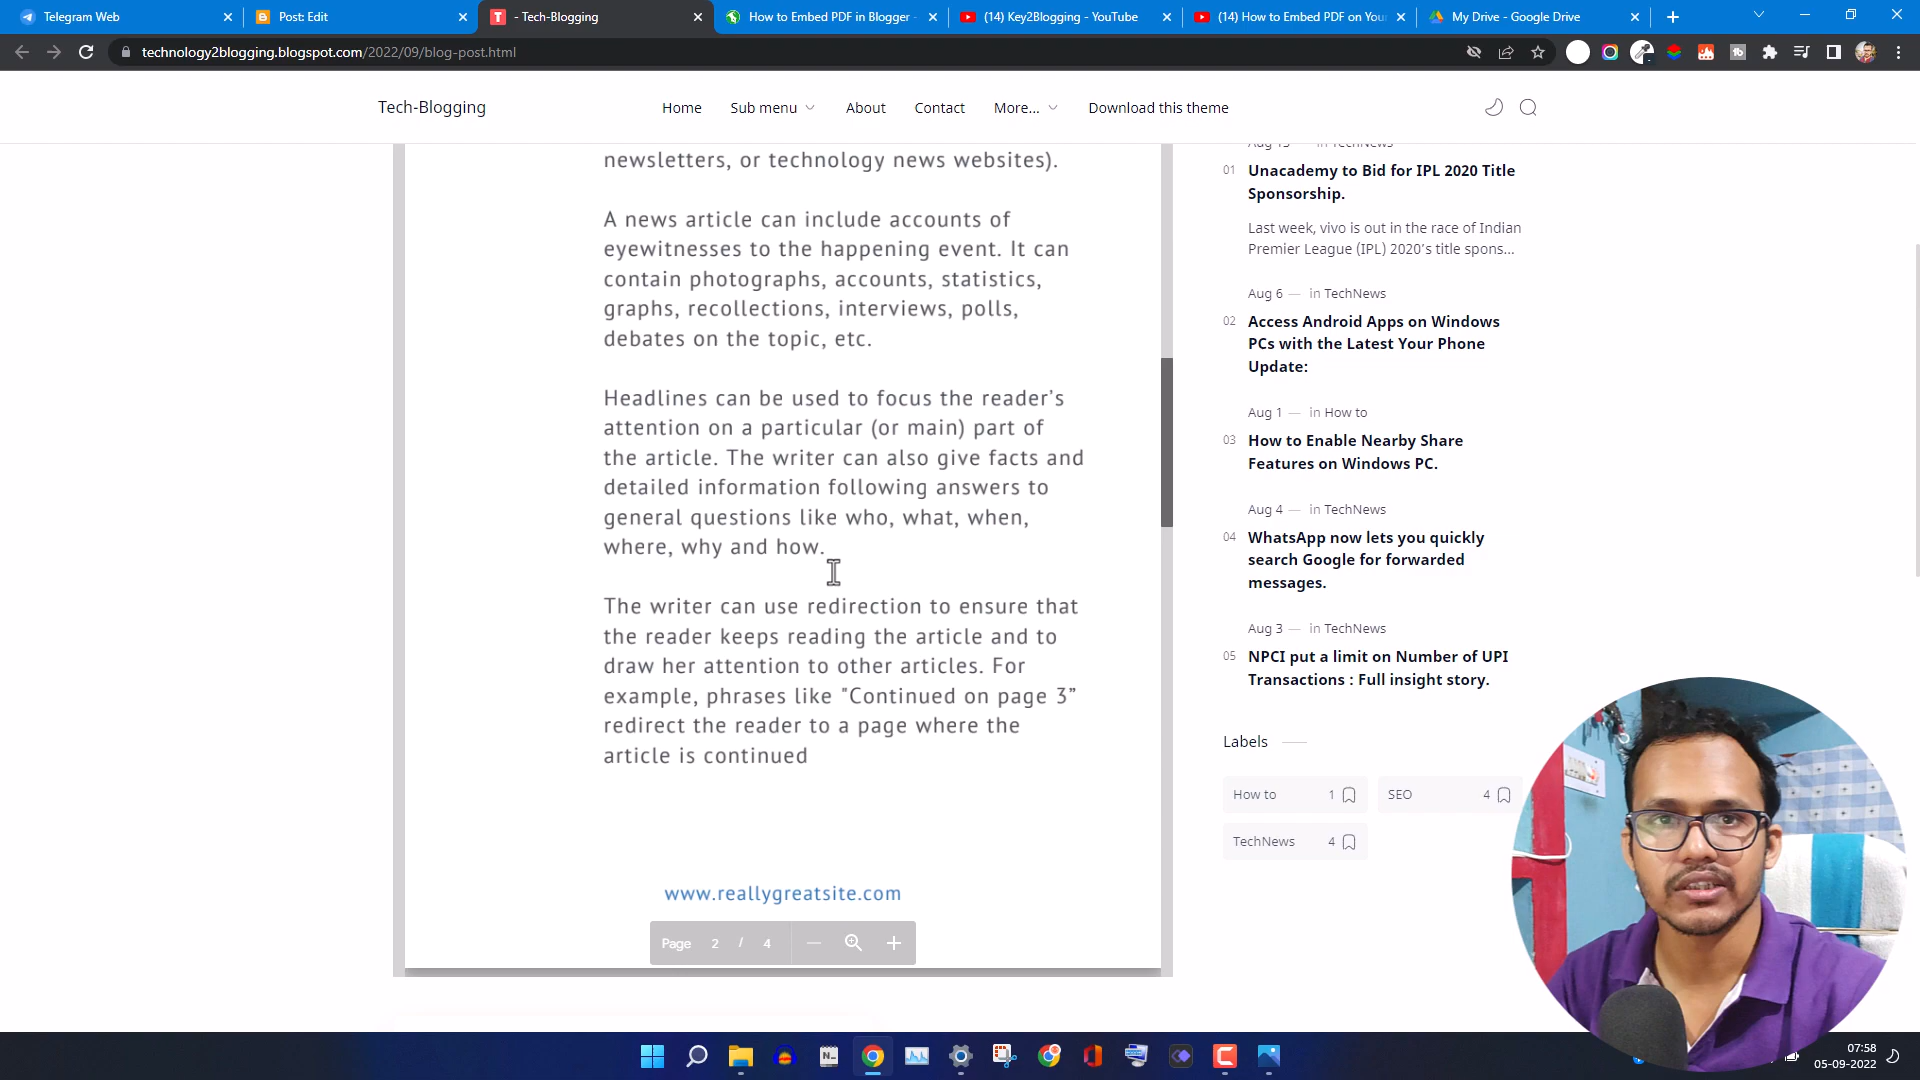 Telegram Web
Post: Edit
- Tech-Blogging
How to Embed PDF in Blogger -
(14) Key2Blogging - YouTube
(14) How to Embed PDF on You
My Drive - Google Drive
technology2blogging.blogspot.com/2022/09/blog-post.html
Tech-Blogging
Home
Sub menu
About
Contact
More...
Download this theme
newsletters, or technology news websites).
A news article can include accounts of
eyewitnesses to the happening event. It can
contain photographs, accounts, statistics,
graphs, recollections, interviews, polls,
debates on the topic, etc.
Headlines can be used to focus the reader's
attention on a particular (or main) part of
the article. The writer can also give facts and
detailed information following answers to
general questions like who, what, when,
where, why and how.
The writer can use redirection to ensure that
the reader keeps reading the article and to
draw her attention to other articles. For
example, phrases like "Continued on page 3”
redirect the reader to a page where the
article is continued
www.reallygreatsite.com
Page 2 / 4
01 Unacademy to Bid for IPL 2020 Title
Sponsorship.
Last week, vivo is out in the race of Indian
Premier League (IPL) 2020's title spons...
Aug 6 — in TechNews
02 Access Android Apps on Windows
PCs with the Latest Your Phone
Update:
Aug 1 — in How to
03 How to Enable Nearby Share
Features on Windows PC.
Aug 4 — in TechNews
04 WhatsApp now lets you quickly
search Google for forwarded
messages.
Aug 3 — in TechNews
05 NPCI put a limit on Number of UPI
Transactions : Full insight story.
Labels
How to 1
SEO 4
TechNews 4
07:58
05-09-2022